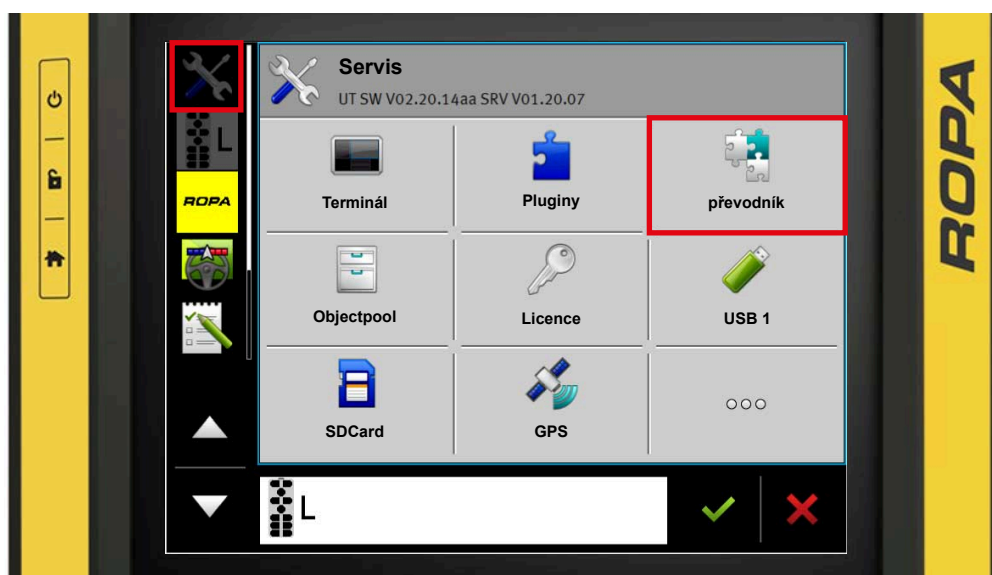 Servis
UT SW V02.20.14aa SRV V01.20.07
L
ROPA
Terminál
Pluginy
převodník
Objectpool
Licence
USB 1
SDCard
GPS
L
ROPA